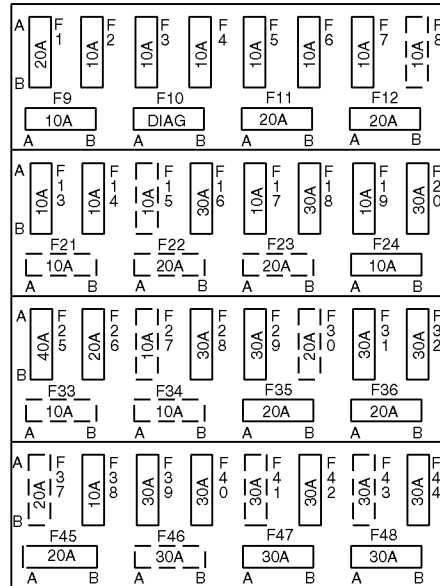 A 20A F1 10A F2 10A F3 10A F4 10A F5 10A F6 10A F7 10A F8
B
F9 F10 F11 F12
10A DIAG 20A 20A
A B A B A B A B
A 10A F13 10A F14 10A F15 30A F16 10A F17 30A F18 10A F19 30A F20
B
F21 F22 F23 F24
10A 20A 20A 10A
A B A B A B A B
A 40A F25 20A F26 10A F27 30A F28 30A F29 20A F30 30A F31 30A F32
B
F33 F34 F35 F36
10A 10A 20A 20A
A B A B A B A B
A 20A F37 10A F38 30A F39 30A F40 30A F41 30A F42 30A F43 30A F44
B
F45 F46 F47 F48
20A 30A 30A 30A
A B A B A B A B